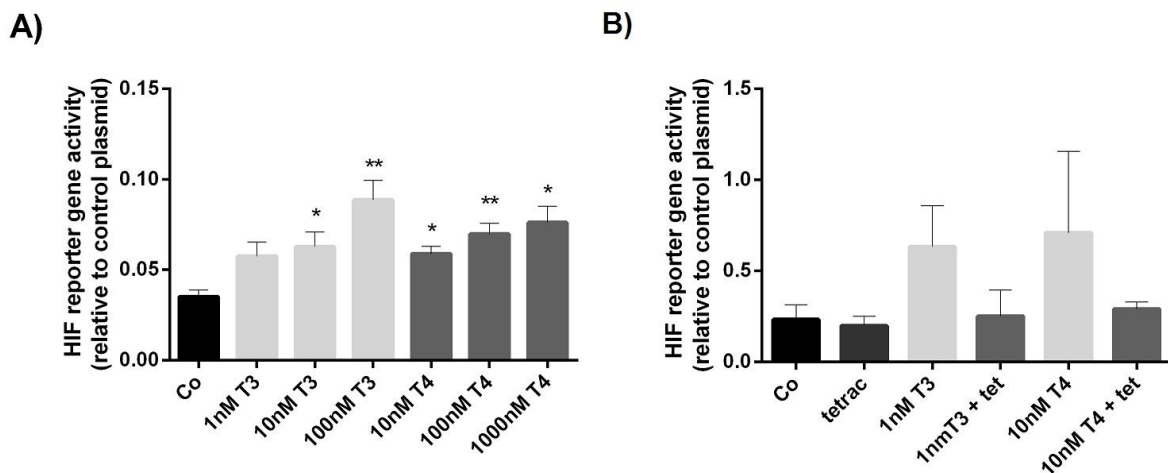 A)
HIF reporter gene activity
(relative to control plasmid)
0.15
0.10
0.05
0.00
**
*
*
**
*
Co
1nM T3
10nM T3
100nM T3
10nM T4
100nM T4
1000nM T4
B)
HIF reporter gene activity
(relative to control plasmid)
1.5
1.0
0.5
0.0
Co
tetrac
1nM T3
1nmT3 + tet
10nM T4
10nM T4 + tet